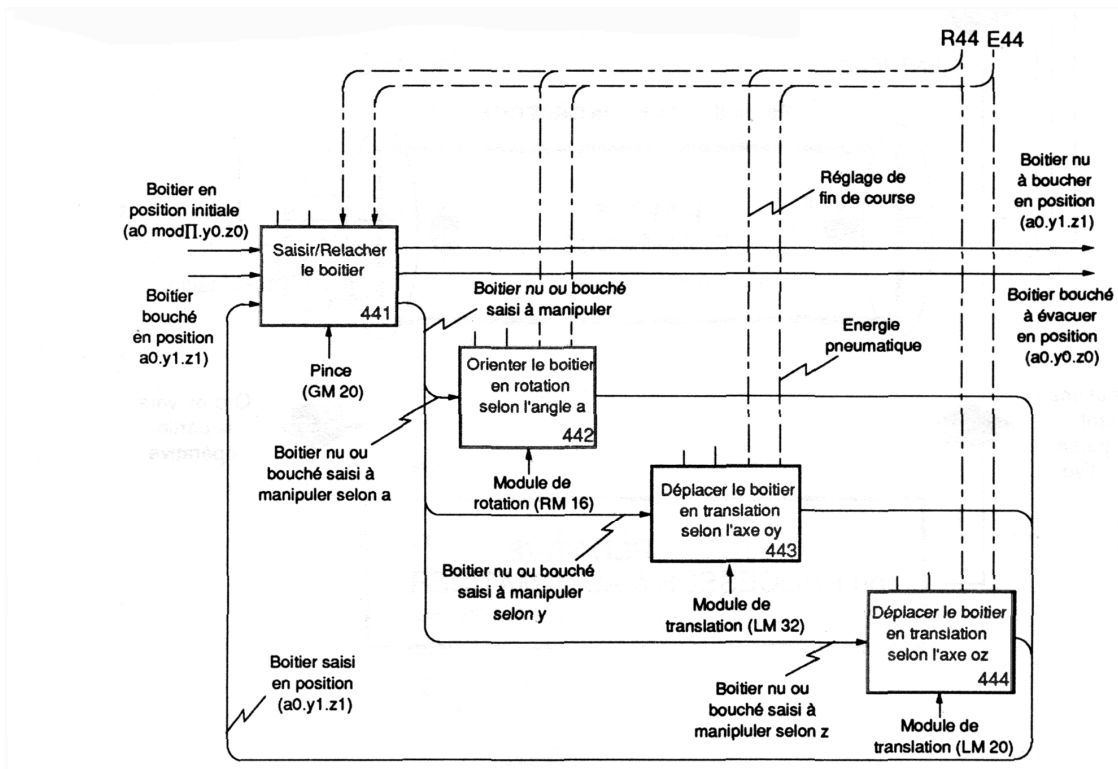 R44 E44
Boitier en
position initiale
(a0 mod∏.y0.z0)
Boitier
bouché
en position
a0.y1.z1)
Saisir/Relacher
le boitier
441
Pince
(GM 20)
Réglage de
fin de course
Boitier nu
à boucher
en position
(a0.y1.z1)
Boitier bouché
à évacuer
en position
(a0.y0.z0)
Boitier nu ou bouché
saisi à manipuler
Energie
pneumatique
Orienter le boitier
en rotation
selon l'angle a
442
Module de
rotation (RM 16)
Boitier nu ou
bouché saisi à
manipuler selon a
Déplacer le boitier
en translation
selon l'axe oy
443
Module de
translation (LM 32)
Boitier nu ou bouché
saisi à manipuler
selon y
Déplacer le boitier
en translation
selon l'axe oz
444
Module de
translation (LM 20)
Boitier nu ou
bouché saisi à
manipluler selon z
Boitier saisi
en position
(a0.y1.z1)